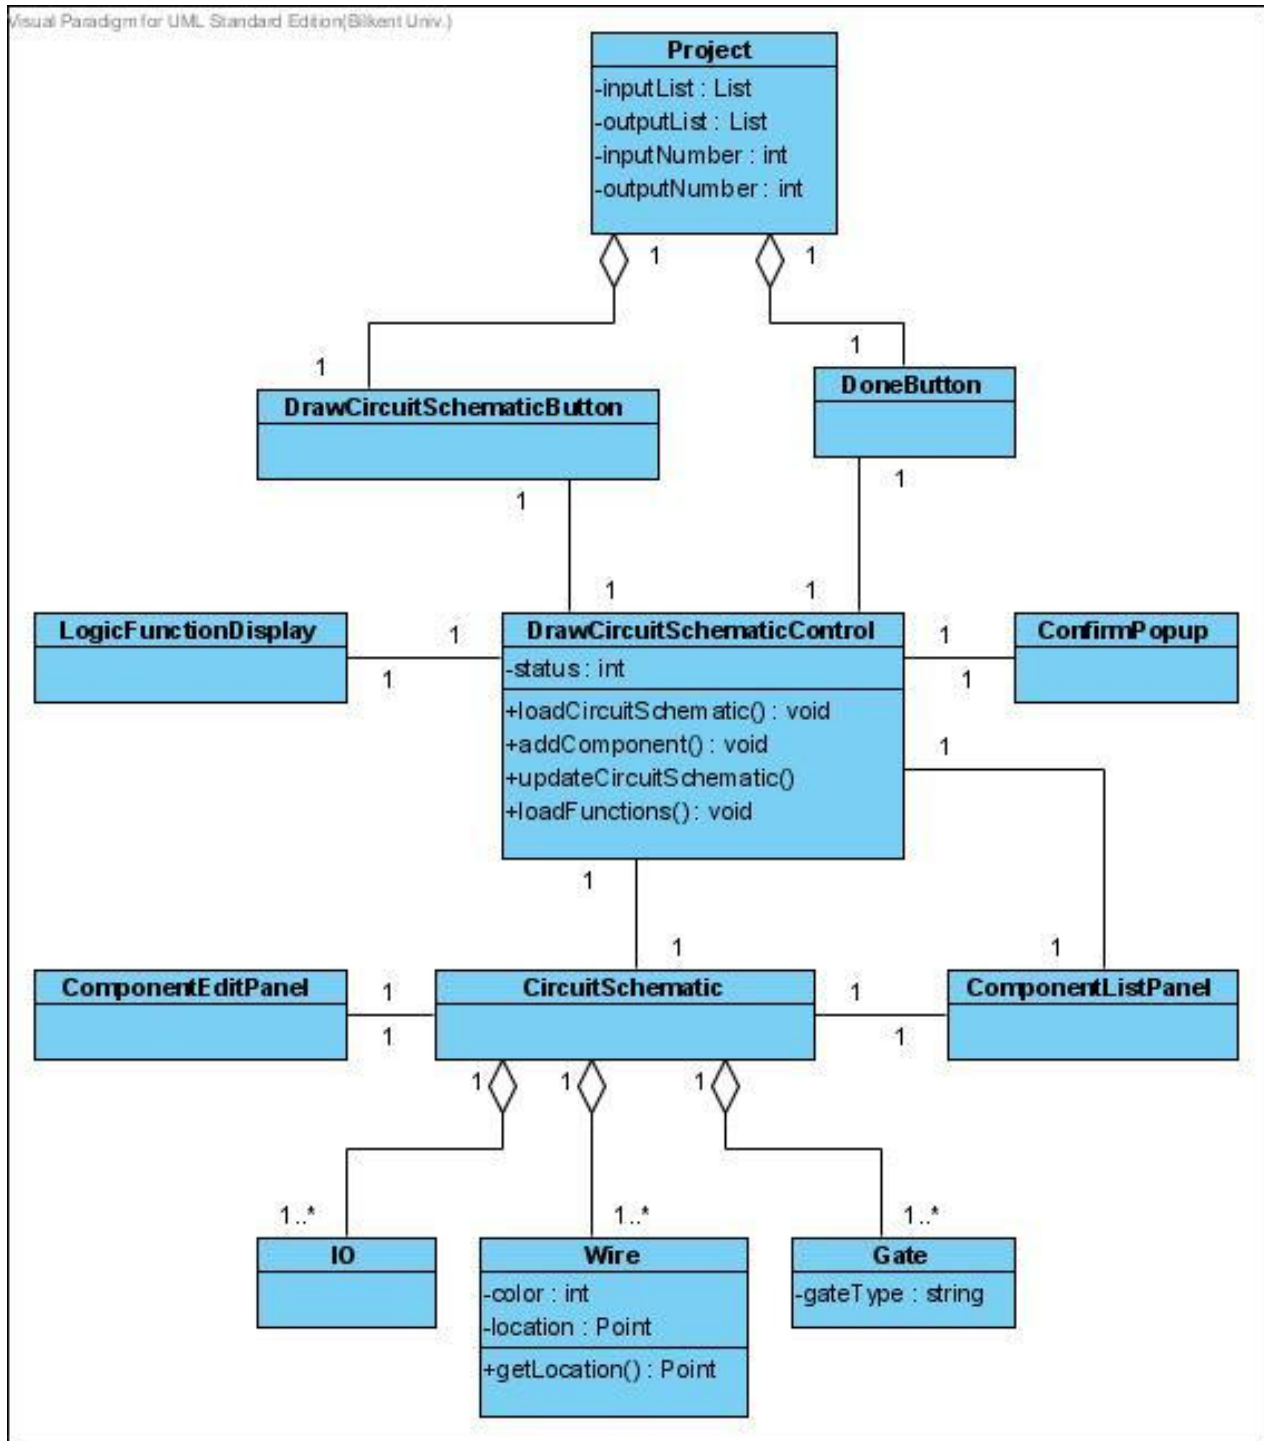 Visual Paradigm for UML Standard Edition(Bilkent Univ.)
Project
-inputList : List
-outputList : List
-inputNumber : int
-outputNumber : int
1
1
1
1
DrawCircuitSchematicButton
DoneButton
1
1
1
1
LogicFunctionDisplay
1
1
DrawCircuitSchematicControl
-status : int
+loadCircuitSchematic() : void
+addComponent() : void
+updateCircuitSchematic()
+loadFunctions() : void
1
1
ConfirmPopup
1
1
1
1
ComponentEditPanel
1
1
CircuitSchematic
1
1
ComponentListPanel
1
1
1
1..*
1..*
1..*
IO
Wire
-color : int
-location : Point
+getLocation() : Point
Gate
-gateType : string